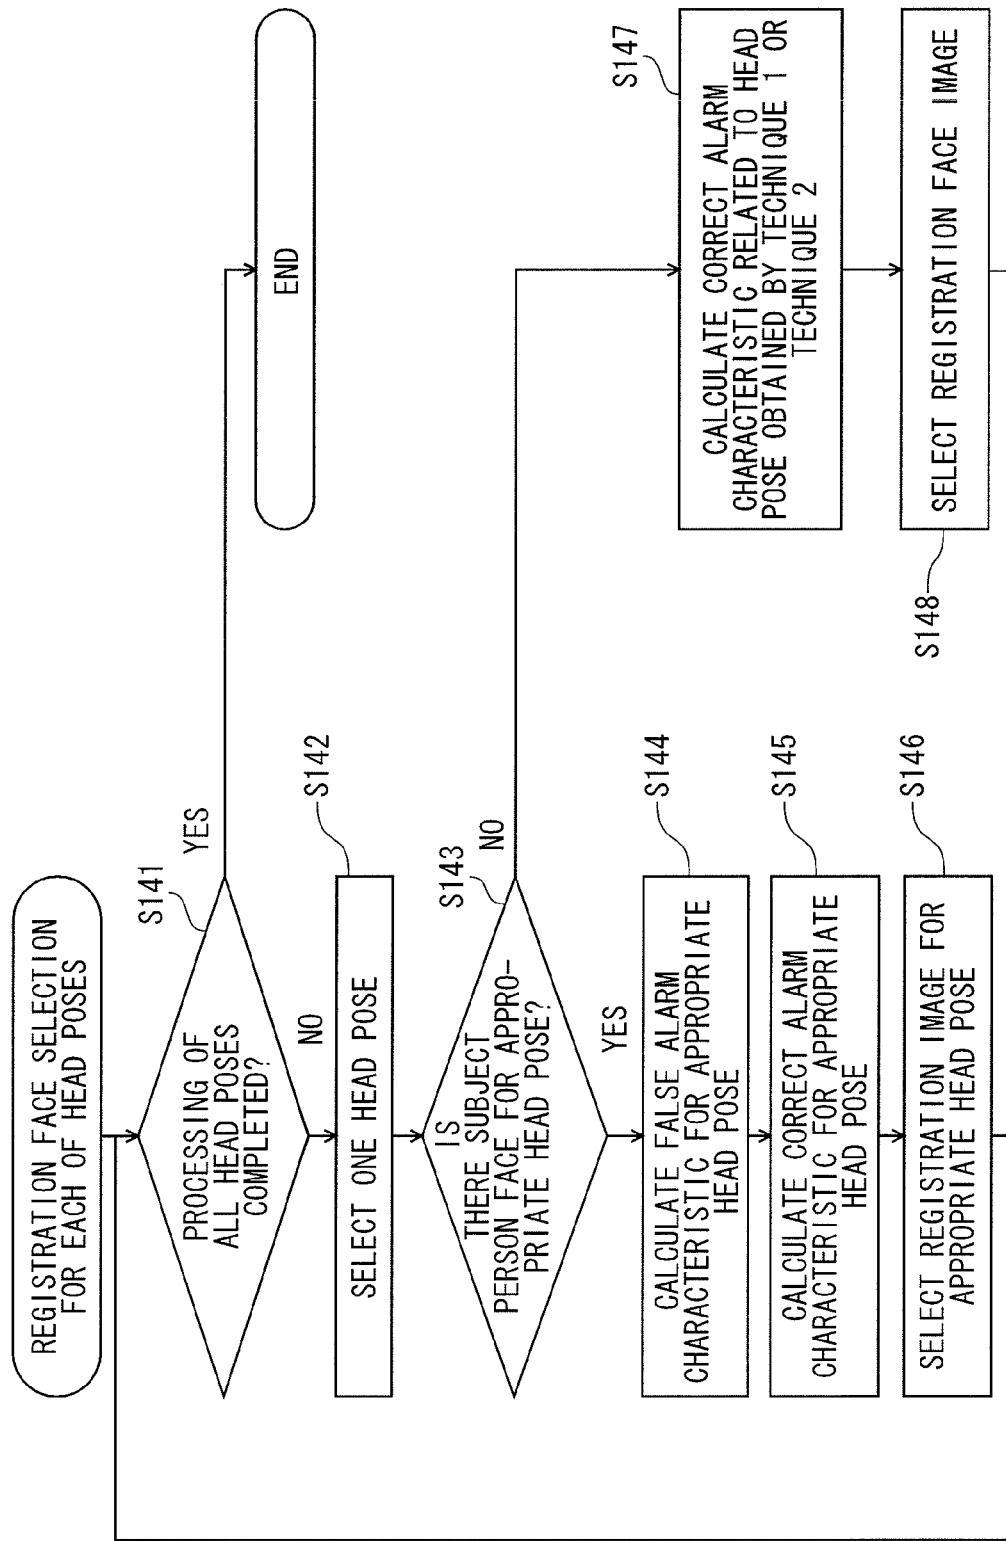 REGISTRATION FACE SELECTION
FOR EACH OF HEAD POSES
S141
PROCESSING OF
ALL HEAD POSES
COMPLETED?
YES
END
NO
S142
SELECT ONE HEAD POSE
S143
IS
THERE SUBJECT
PERSON FACE FOR APPRO-
PRIATE HEAD POSE?
NO
YES
S144
CALCULATE FALSE ALARM
CHARACTERISTIC FOR APPROPRIATE
HEAD POSE
S145
CALCULATE CORRECT ALARM
CHARACTERISTIC FOR APPROPRIATE
HEAD POSE
S146
SELECT REGISTRATION IMAGE FOR
APPROPRIATE HEAD POSE
S147
CALCULATE CORRECT ALARM
CHARACTERISTIC RELATED TO HEAD
POSE OBTAINED BY TECHNIQUE 1 OR
TECHNIQUE 2
S148
SELECT REGISTRATION FACE IMAGE